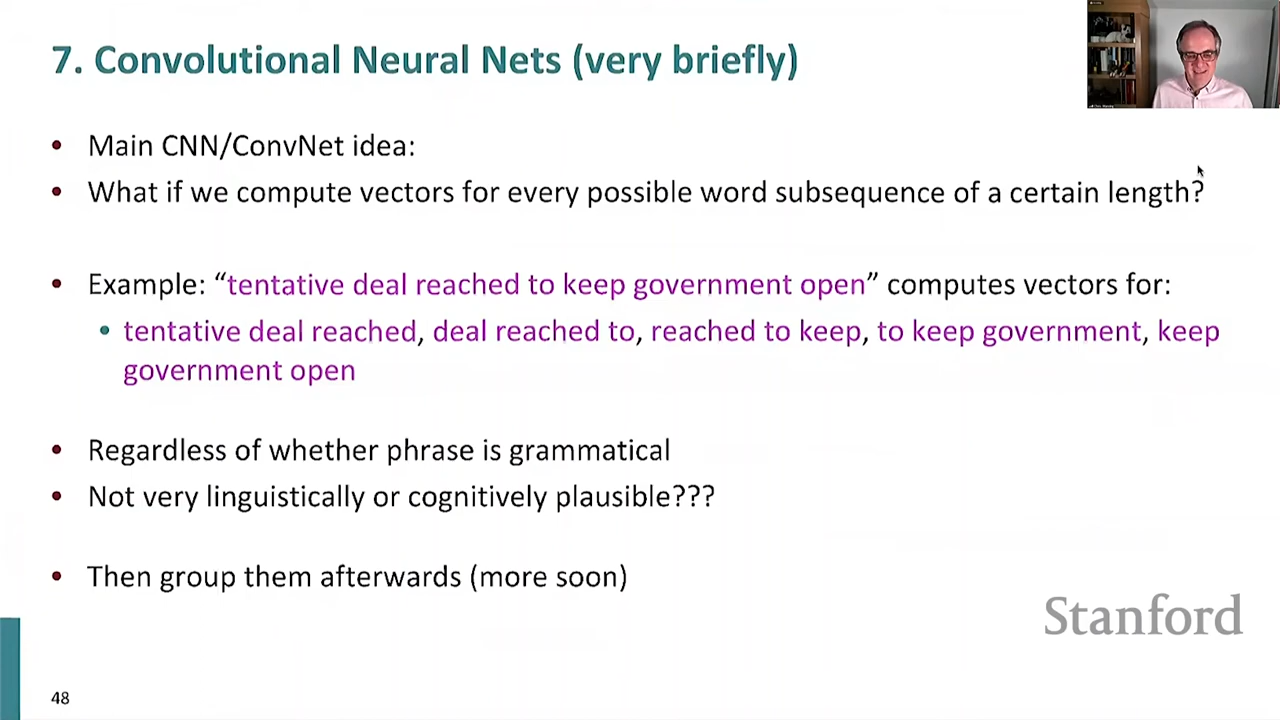 7. Convolutional Neural Nets (very briefly)
• Main CNN/ConvNet idea:
• What if we compute vectors for every possible word subsequence of a certain length?
• Example: “tentative deal reached to keep government open” computes vectors for:
• tentative deal reached, deal reached to, reached to keep, to keep government, keep
government open
• Regardless of whether phrase is grammatical
• Not very linguistically or cognitively plausible???
• Then group them afterwards (more soon)
Stanford
48